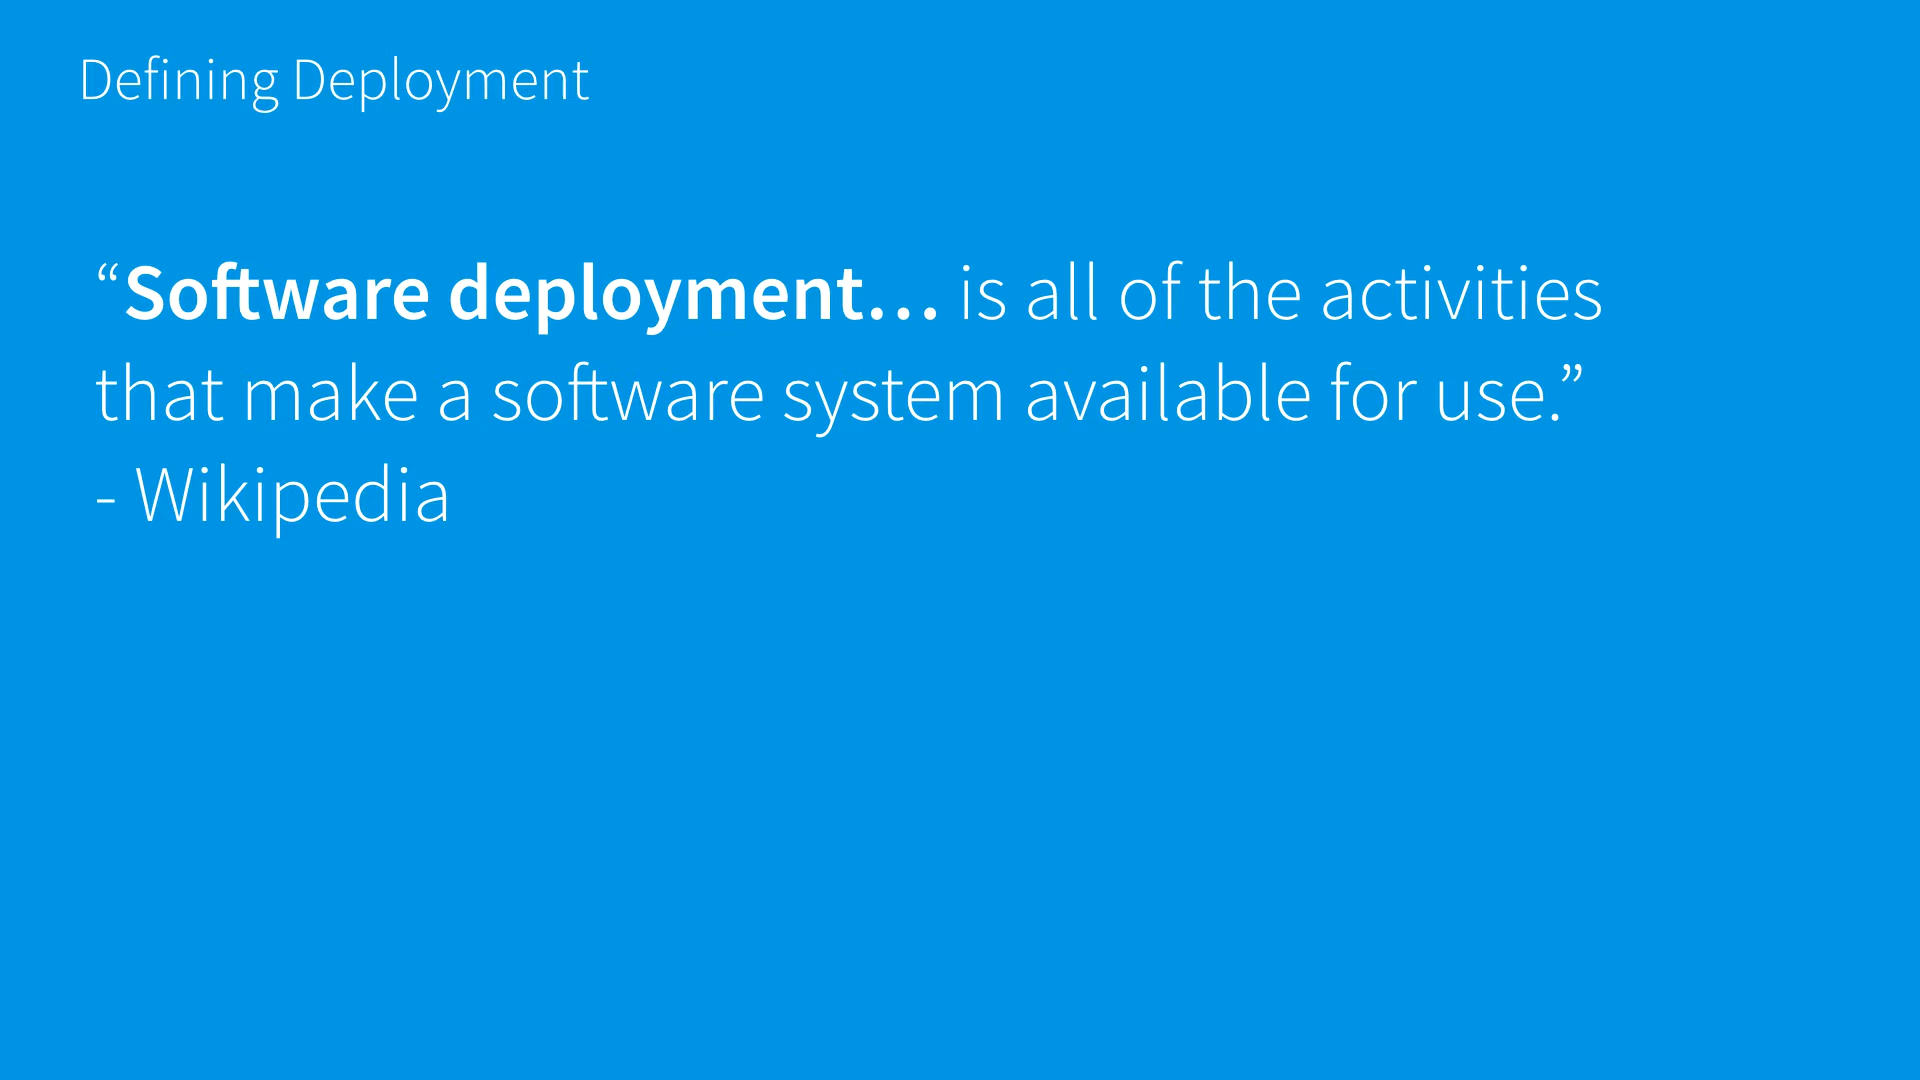 Defining Deployment
“Software deployment… is all of the activities
that make a software system available for use.”
- Wikipedia